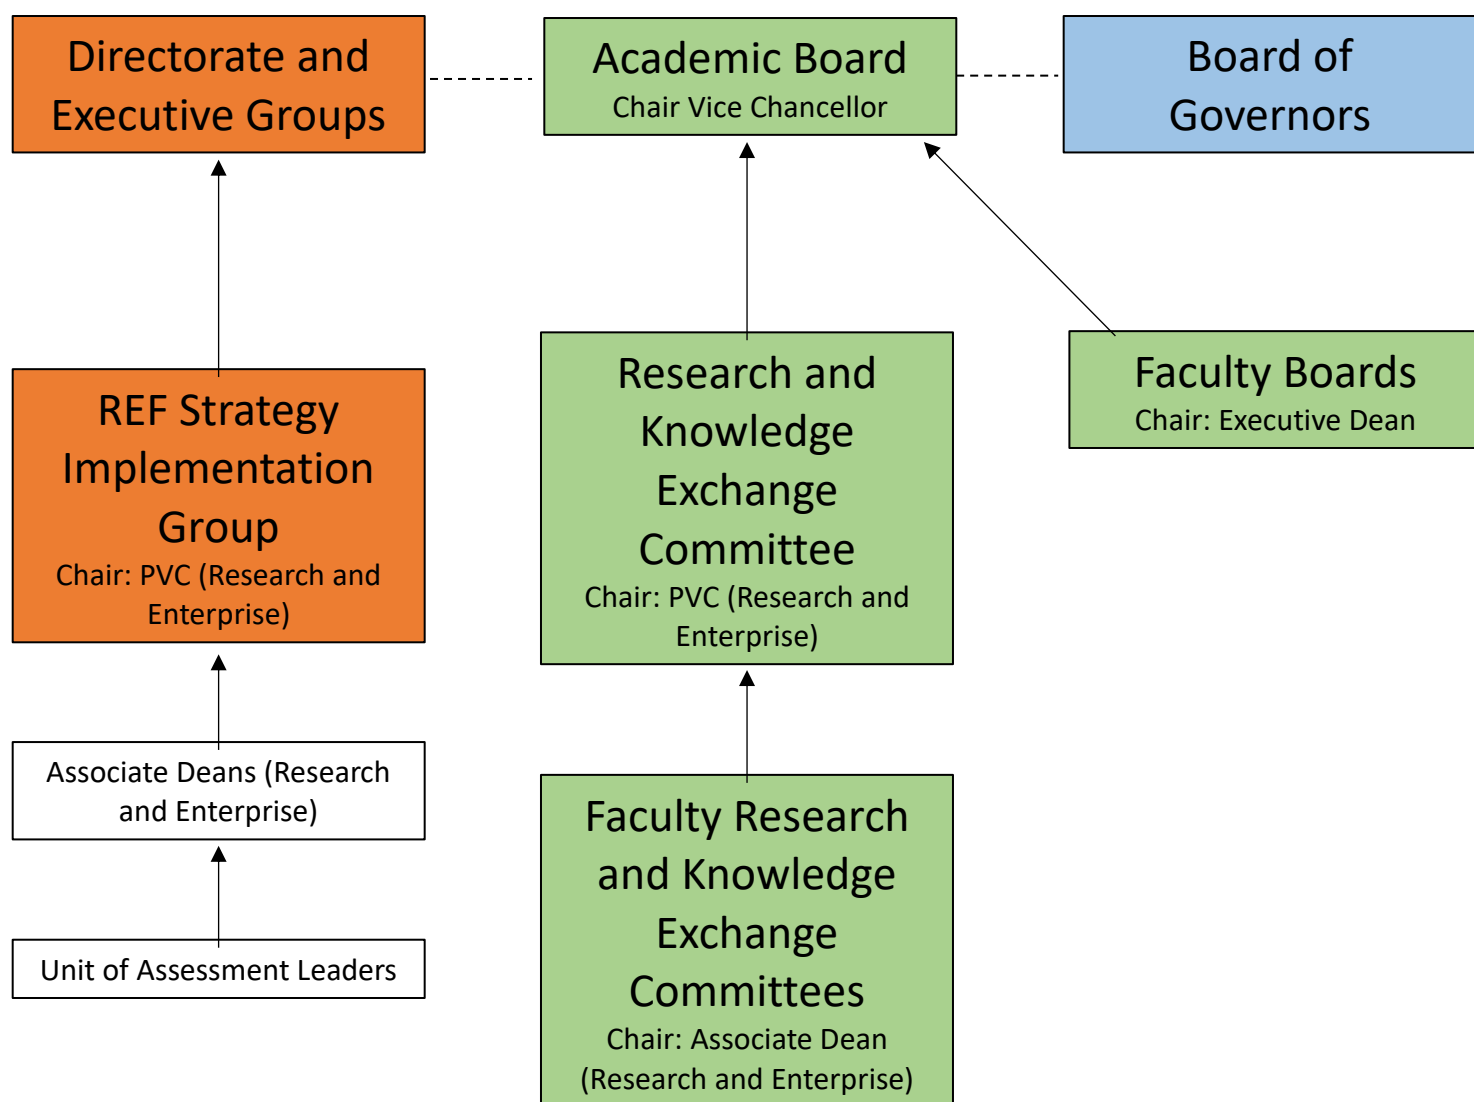 Directorate and
Executive Groups
Academic Board
Chair Vice Chancellor
Board of
Governors
REF Strategy
Implementation
Group
Chair: PVC (Research and
Enterprise)
Research and
Knowledge
Exchange
Committee
Chair: PVC (Research and
Enterprise)
Faculty Boards
Chair: Executive Dean
Associate Deans (Research
and Enterprise)
Unit of Assessment Leaders
Faculty Research
and Knowledge
Exchange
Committees
Chair: Associate Dean
(Research and Enterprise)